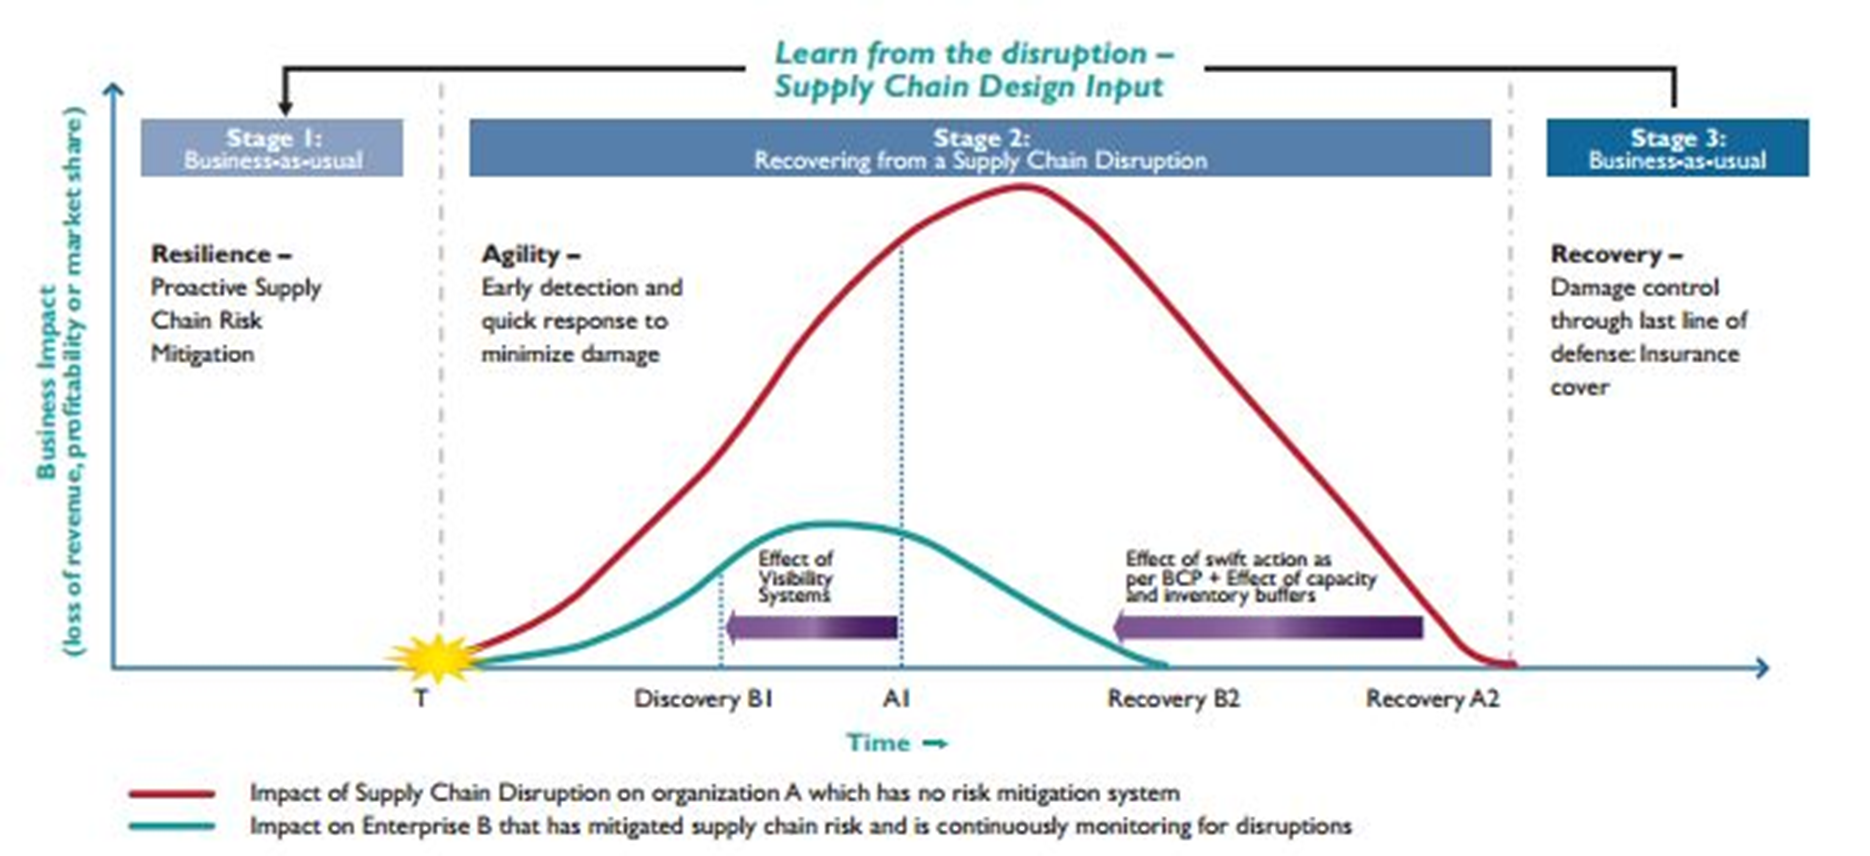 Learn from the disruption –
Supply Chain Design Input
Stage 1:
Business-as-usual
Stage 2:
Recovering from a Supply Chain Disruption
Stage 3:
Business-as-usual
Business Impact
(loss of revenue, profitability or market share)
Resilience –
Proactive Supply
Chain Risk
Mitigation
Agility –
Early detection and
quick response to
minimize damage
Recovery –
Damage control
through last line of
defense: Insurance
cover
Effect of
Visibility
Systems
Effect of swift action as
per BCP + Effect of capacity
and inventory buffers
T
Discovery B1
A1
Recovery B2
Recovery A2
Time
Impact of Supply Chain Disruption on organization A which has no risk mitigation system
Impact on Enterprise B that has mitigated supply chain risk and is continuously monitoring for disruptions